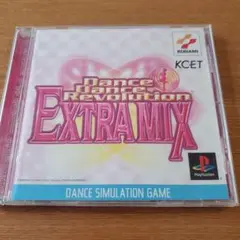 KONAMI
KCET
Dance
Dance
Revolution
EXTRA MIX
PlayStation
DANCE SIMULATION GAME